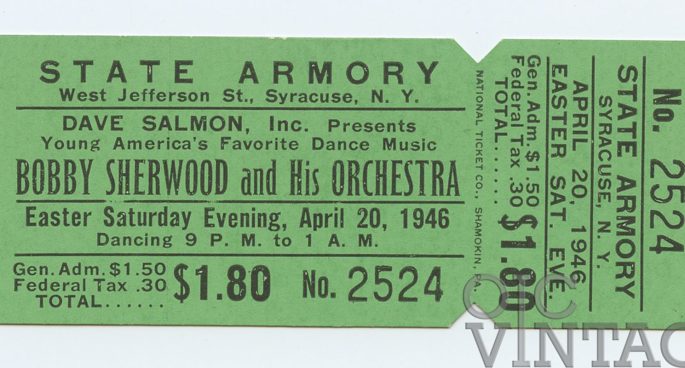 STATE ARMORY
West Jefferson St., Syracuse, N. Y.
DAVE SALMON, Inc. Presents
Young America's Favorite Dance Music
BOBBY SHERWOOD and His ORCHESTRA
Easter Saturday Evening, April 20, 1946
Dancing 9 P. M. to 1 A. M.
Gen. Adm. $1.50
Federal Tax .30
TOTAL...... $1.80 No. 2524
NATIONAL TICKET CO., SHAMOKIN, PA.
Gen. Adm. $1.50
Federal Tax .30
TOTAL.... $1.80
EASTER SAT. EVE.
APRIL 20, 1946
SYRACUSE, N. Y.
STATE ARMORY
No. 2524
OJC
VINTAG